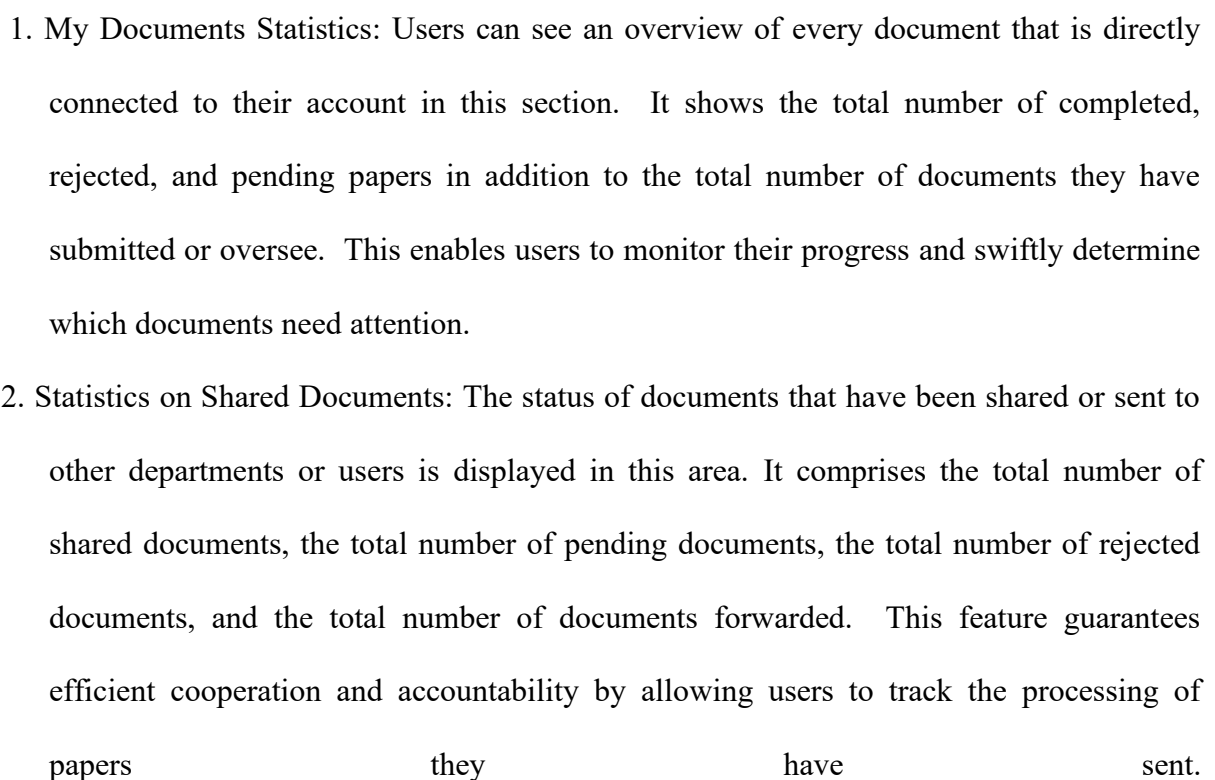 1. My Documents Statistics: Users can see an overview of every document that is directly
connected to their account in this section.  It shows the total number of completed,
rejected, and pending papers in addition to the total number of documents they have
submitted or oversee.  This enables users to monitor their progress and swiftly determine
which documents need attention.
2. Statistics on Shared Documents: The status of documents that have been shared or sent to
other departments or users is displayed in this area. It comprises the total number of
shared documents, the total number of pending documents, the total number of rejected
documents, and the total number of documents forwarded.  This feature guarantees
efficient cooperation and accountability by allowing users to track the processing of
papers they have sent.